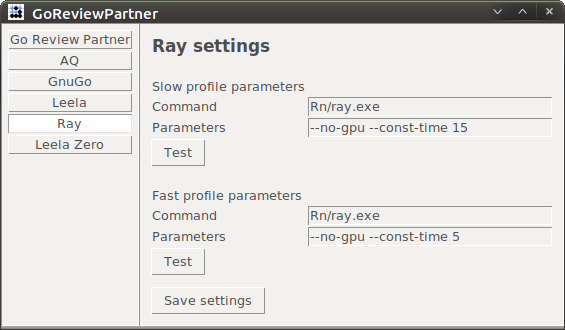 GoReviewPartner
Go Review Partner
AQ
GnuGo
Leela
Ray
Leela Zero
Ray settings
Slow profile parameters
Command Rn/ray.exe
Parameters --no-gpu --const-time 15
Test
Fast profile parameters
Command Rn/ray.exe
Parameters --no-gpu --const-time 5
Test
Save settings